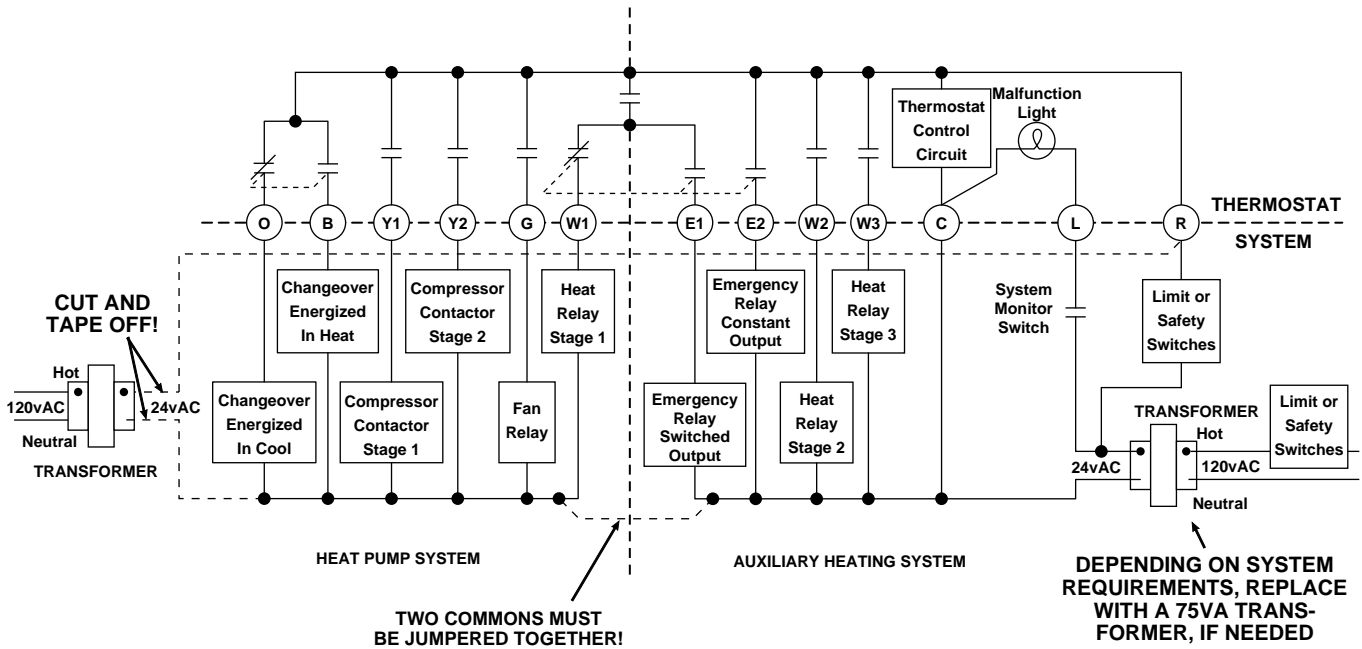 Thermostat
Control
Circuit
Malfunction
Light
O
B
Y1
Y2
G
W1
E1
E2
W2
W3
C
L
R
THERMOSTAT
SYSTEM
CUT AND
TAPE OFF!
Changeover
Energized
In Heat
Compressor
Contactor
Stage 2
Heat
Relay
Stage 1
Emergency
Relay
Constant
Output
Heat
Relay
Stage 3
System
Monitor
Switch
Limit or
Safety
Switches
Hot
120vAC
24vAC
Neutral
TRANSFORMER
Changeover
Energized
In Cool
Compressor
Contactor
Stage 1
Fan
Relay
Emergency
Relay
Switched
Output
Heat
Relay
Stage 2
TRANSFORMER
Hot
24vAC
120vAC
Neutral
Limit or
Safety
Switches
HEAT PUMP SYSTEM
AUXILIARY HEATING SYSTEM
TWO COMMONS MUST
BE JUMPERED TOGETHER!
DEPENDING ON SYSTEM
REQUIREMENTS, REPLACE
WITH A 75VA TRANS-
FORMER, IF NEEDED